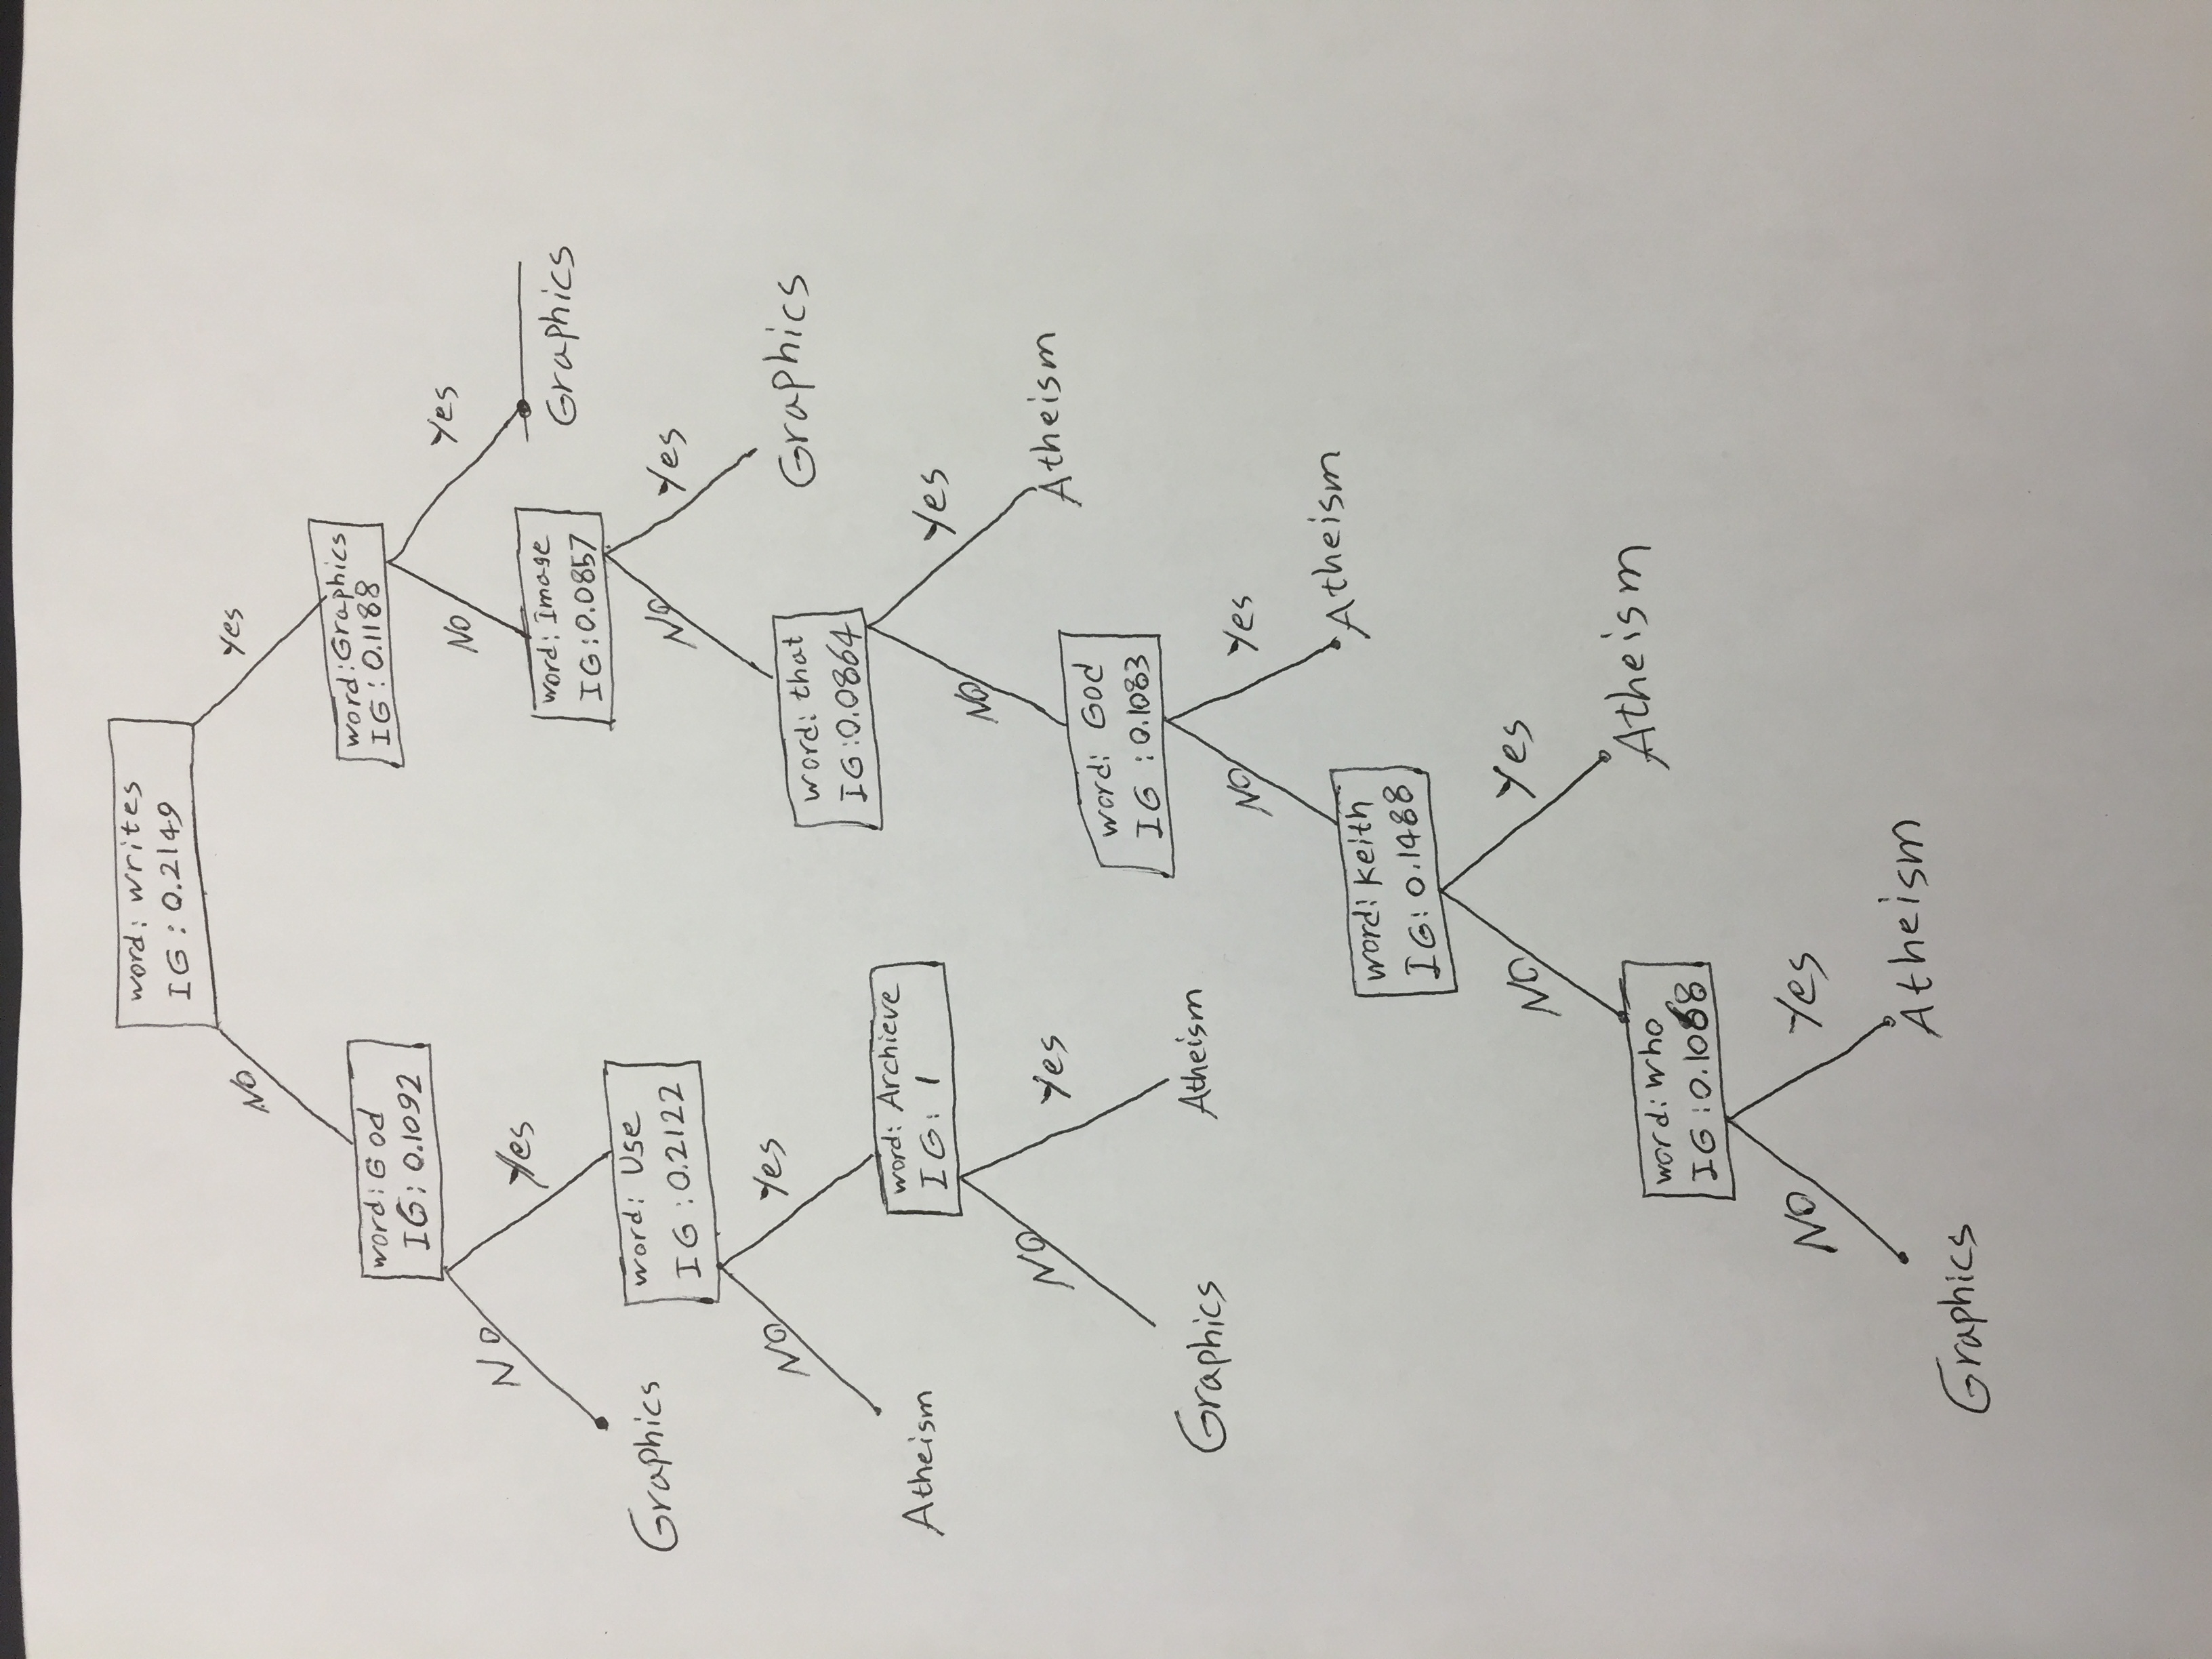 word: writes
IG : 0.2149
NO
Yes
word: God
IG: 0.1092
word:Graphics
IG: 0.1188
NO
Yes
NO
Yes
Graphics
word: Use
IG :0.2122
word: Image
IG:0.0857
Graphics
NO
Yes
NO
Yes
Atheism
word: Archieve
IG: 1
word: that
IG:0.0864
Graphics
NO
Yes
NO
Yes
Graphics
Atheism
word: God
IG :0.1083
Atheism
NO
Yes
word: Keith
IG: 0.1488
Atheism
NO
Yes
word: Who
IG :0.1068
Atheism
NO
Yes
Graphics
Atheism